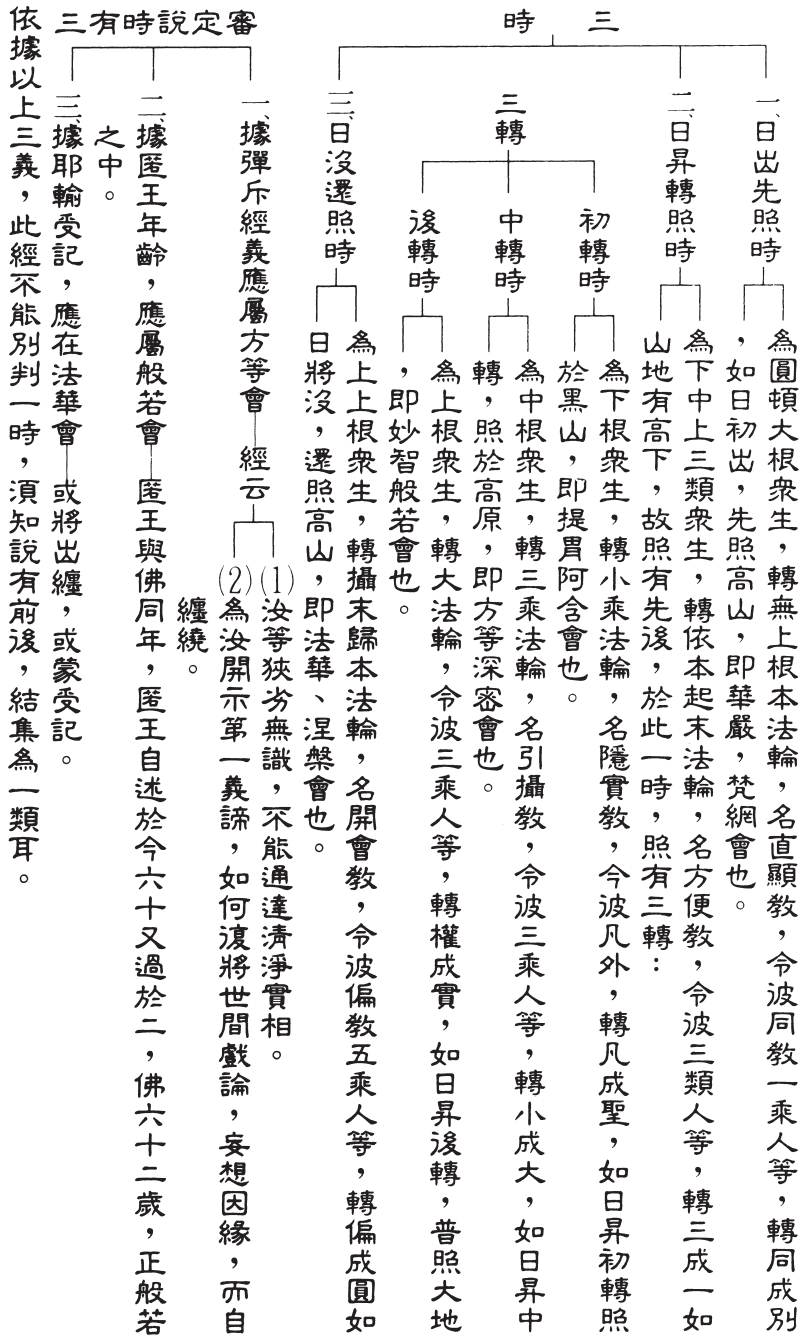 三時
一、日出先照時
為圓頓大根衆生，轉無上根本法輪，名直顯教，令彼同教一乘人等，轉同成別
，如日初出，先照高山，即華嚴，梵網會也。
二、日昇轉照時
為下中上三類衆生，轉依本起末法輪，名方便教，令彼三類人等，轉三成一如
山地有高下，故照有先後，於此一時，照有三轉：
三轉
初轉時
為下根衆生，轉小乘法輪，名隱實教，今彼凡外，轉凡成聖，如日昇初轉照
於黑山，即提胃阿含會也。
中轉時
為中根衆生，轉三乘法輪，名引攝教，令彼三乘人等，轉小成大，如日昇中
轉，照於高原，即方等深密會也。
後轉時
為上根衆生，轉大法輪，令彼三乘人等，轉權成實，如日昇後轉，普照大地
，即妙智般若會也。
三、日沒還照時
為上上根衆生，轉攝末歸本法輪，名開會教，令彼偏教五乘人等，轉偏成圓如
日將沒，還照高山，即法華、涅槃會也。
審定說時有三
一、據彈斥經義應屬方等會—經云
(1)汝等狹劣無識，不能通達清淨實相。
(2)為汝開示第一義諦，如何復將世間戲論，妄想因緣，而自
纏繞。
二、據匿王年齡，應屬般若會—匿王與佛同年，匿王自述於今六十又過於二，佛六十二歲，正般若
之中。
三、據耶輸受記，應在法華會—或將出纏，或蒙受記。
依據以上三義，此經不能別判一時，須知說有前後，結集為一類耳。